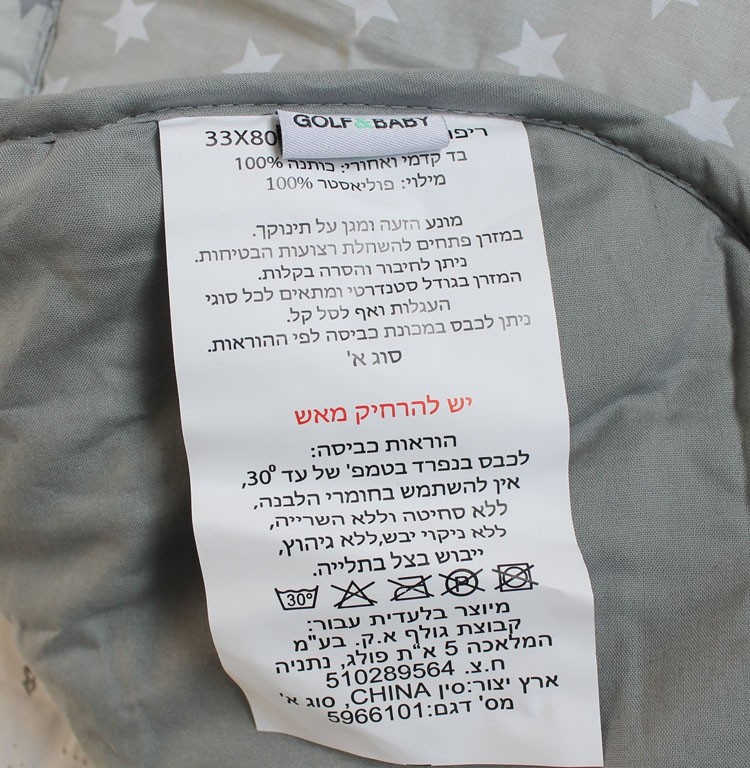 GOLF&BABY
33X80
בד קדמי ואחורי: כותנה 100%
מילוי: פוליאסטר 100%
מונע הזעה ומגן על תינוקך.
במזרן פתחים להשחלת רצועות הבטיחות.
ניתן לחיבור והסרה בקלות.
המזרן בגודל סטנדרטי ומתאים לכל סוגי
העגלות ואף לסל קל.
ניתן לכבס במכונת כביסה לפי ההוראות.
סוג א'
יש להרחיק מאש
הוראות כביסה:
לכבס בנפרד בטמפ' של עד 30º,
אין להשתמש בחומרי הלבנה,
ללא סחיטה וללא השרייה,
ללא ניקוי יבש,ללא גיהוץ,
ייבוש בצל בתלייה.
30° P
מיוצר בלעדית עבור:
קבוצת גולף א.ק. בע"מ
המלאכה 5 א"ת פולג, נתניה
ח.צ. 510289564
ארץ יצור:סין CHINA, סוג א'
מס' דגם:5966101